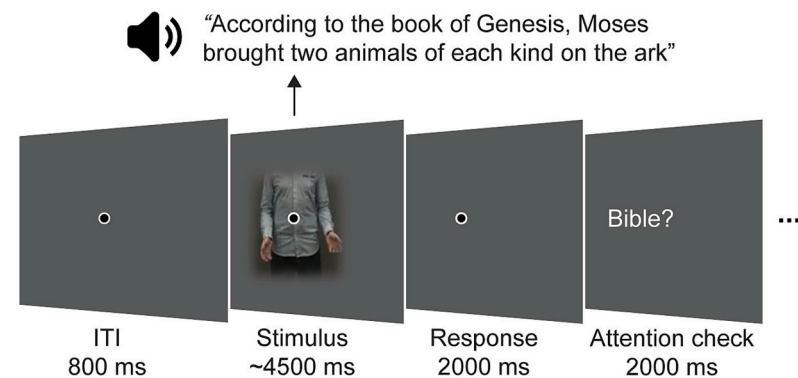 “According to the book of Genesis, Moses
brought two animals of each kind on the ark”
Bible?
...
ITI
800 ms
Stimulus
~4500 ms
Response
2000 ms
Attention check
2000 ms